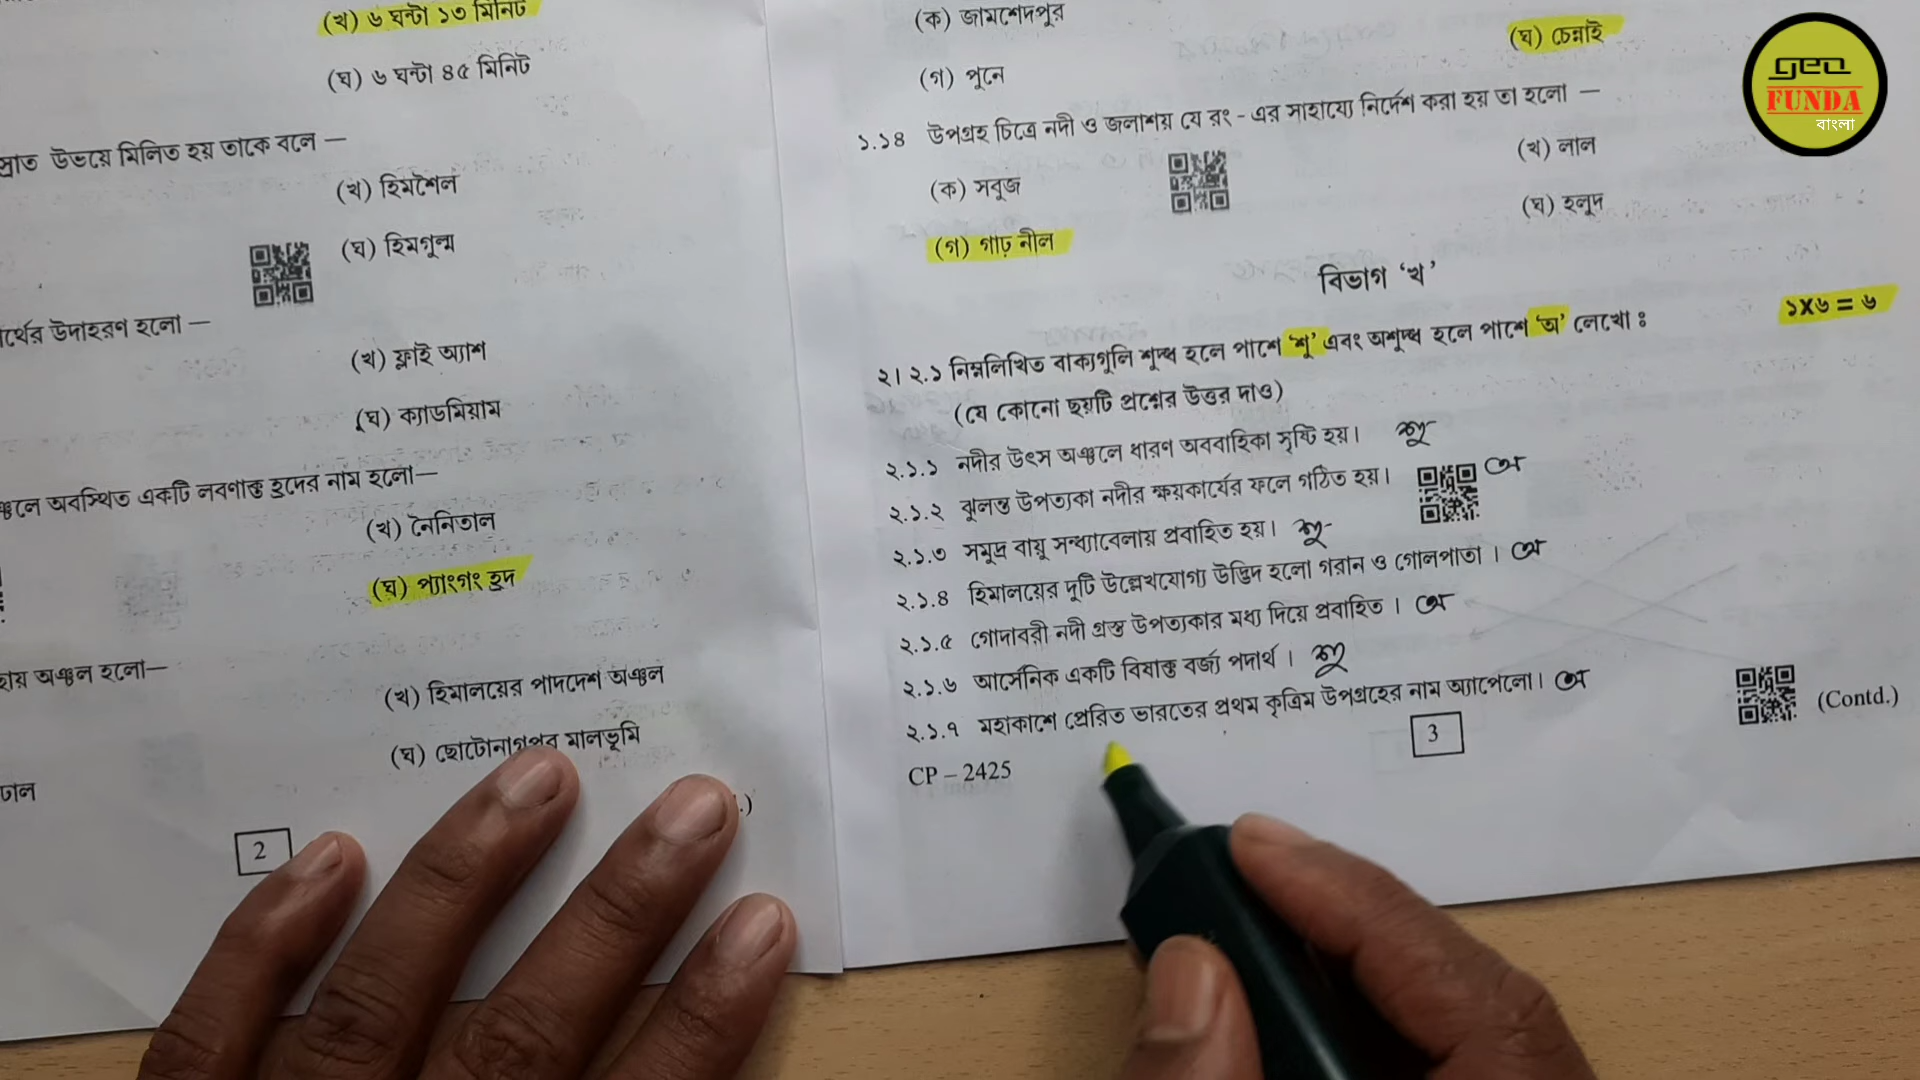 (খ) ৬ ঘন্টা ১৩ মিনিট
(ঘ) ৬ ঘন্টা ৪৫ মিনিট
স্রোত উভয়ে মিলিত হয় তাকে বলে —
(খ) হিমশৈল
(ঘ) হিমগুল্ম
র্থের উদাহরণ হলো —
(খ) ফ্লাই অ্যাশ
(ঘ) ক্যাডমিয়াম
ঞ্চলে অবস্থিত একটি লবণাক্ত হ্রদের নাম হলো—
(খ) নৈনিতাল
(ঘ) প্যাংগং হ্রদ
অঞ্চল হলো—
(খ) হিমালয়ের পাদদেশ অঞ্চল
(ঘ) ছোটোনাগপুর মালভূমি
2
(ক) জামশেদপুর
(গ) পুনে
(ঘ) চেন্নাই
১.১৪ উপগ্রহ চিত্রে নদী ও জলাশয় যে রং - এর সাহায্যে নির্দেশ করা হয় তা হলো —
(ক) সবুজ
(খ) লাল
(গ) গাঢ় নীল
(ঘ) হলুদ
বিভাগ ‘খ’
২। ২.১ নিম্নলিখিত বাক্যগুলি শুদ্ধ হলে পাশে ‘শু’ এবং অশুদ্ধ হলে পাশে ‘অ’ লেখো ঃ ১X৬ = ৬
(যে কোনো ছয়টি প্রশ্নের উত্তর দাও)
২.১.১ নদীর উৎস অঞ্চলে ধারণ অববাহিকা সৃষ্টি হয়। শু
২.১.২ ঝুলন্ত উপত্যকা নদীর ক্ষয়কার্যের ফলে গঠিত হয়। অ
২.১.৩ সমুদ্র বায়ু সন্ধ্যাবেলায় প্রবাহিত হয়। শু
২.১.৪ হিমালয়ের দুটি উল্লেখযোগ্য উদ্ভিদ হলো গরান ও গোলপাতা । অ
২.১.৫ গোদাবরী নদী গ্রস্ত উপত্যকার মধ্য দিয়ে প্রবাহিত । অ
২.১.৬ আর্সেনিক একটি বিষাক্ত বর্জ্য পদার্থ । শু
২.১.৭ মহাকাশে প্রেরিত ভারতের প্রথম কৃত্রিম উপগ্রহের নাম অ্যাপেলো। অ
CP – 2425
3
(Contd.)
geo
FUNDA
বাংলা